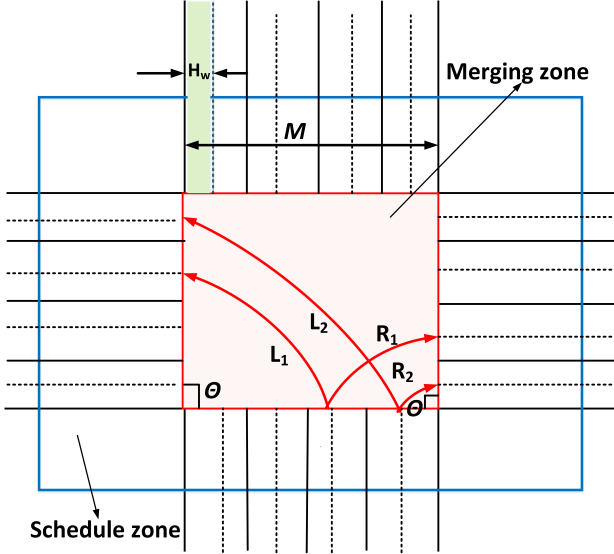 Hw
Merging zone
M
R1
L2
L1
R2
Θ
Θ
Schedule zone